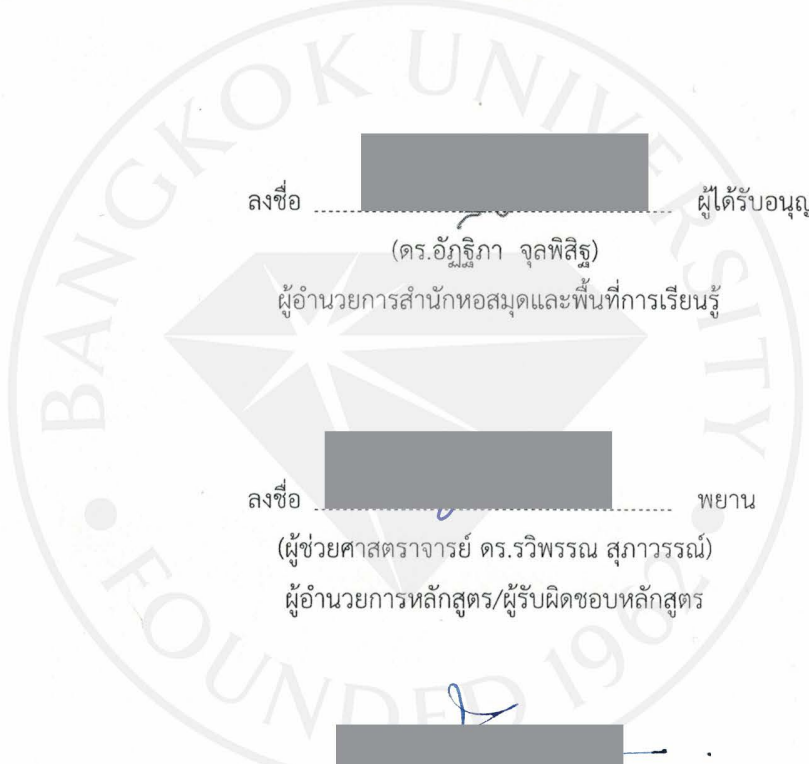 BANGKOK UNIVERSITY
ลงชื่อ ผู้ได้รับอนุญ
(ดร.อัฏฐิภา จุลพิสิฐ)
ผู้อำนวยการสำนักหอสมุดและพื้นที่การเรียนรู้
ลงชื่อ พยาน
(ผู้ช่วยศาสตราจารย์ ดร.รวิพรรณ สุภาวรรณ์)
ผู้อำนวยการหลักสูตร/ผู้รับผิดชอบหลักสูตร
FOUNDED 1962